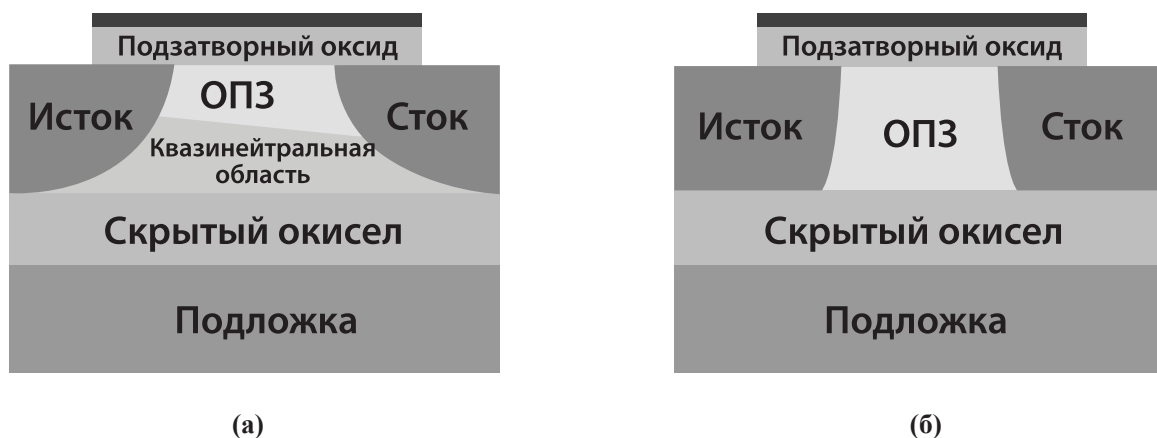 Подзатворный оксид
Исток
ОПЗ
Сток
Квазинейтральная
область
Скрытый окисел
Подложка
(а)
Подзатворный оксид
Исток
ОПЗ
Сток
Скрытый окисел
Подложка
(б)